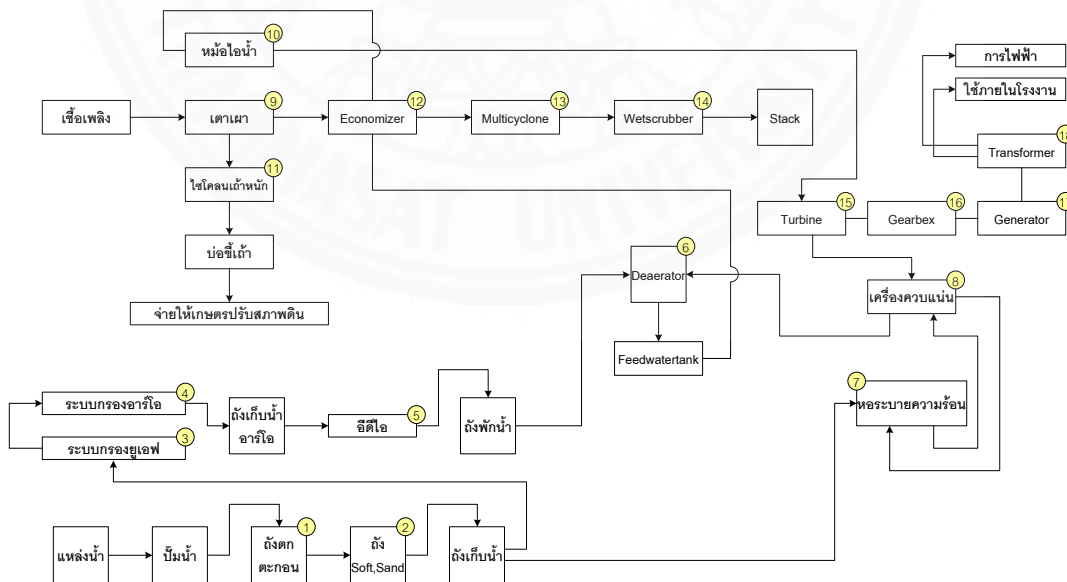 10
หม้อไอน้ำ
การไฟฟ้า
ใช้ภายในโรงงาน
เชื้อเพลิง
9
เตาเผา
12
Economizer
13
Multicyclone
14
Wetscrubber
Stack
18
Transformer
11
ไซโคลนเถ้าหนัก
15
Turbine
16
Gearbex
17
Generator
บ่อขี้เถ้า
6
Deaerator
8
เครื่องควบแน่น
จ่ายให้เกษตรปรับสภาพดิน
Feedwatertank
4
ระบบกรองอาร์โอ
ถังเก็บน้ำ
อาร์โอ
5
อีดีไอ
ถังพักน้ำ
7
หอระบายความร้อน
3
ระบบกรองยูเอฟ
แหล่งน้ำ
ปั๊มน้ำ
1
ถังตก
ตะกอน
2
ถัง
Soft,Sand
ถังเก็บน้ำ